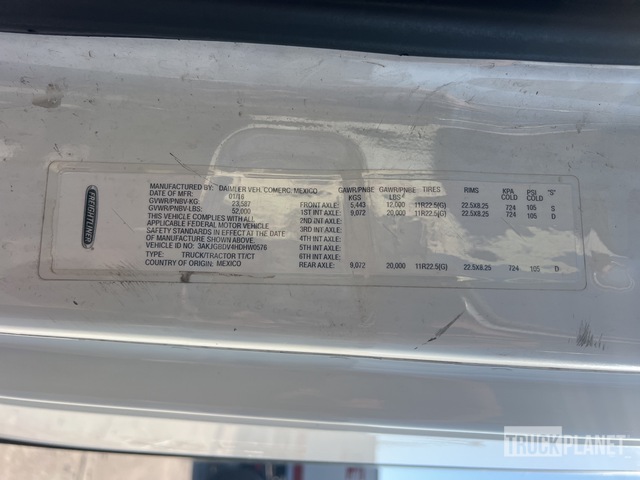 FREIGHTLINER
MANUFACTURED BY: DAIMLER VEH. COMERC. MEXICO
DATE OF MFR: 01/16
GVWR/PNBV-KG: 23,587
GVWR/PNBV-LBS: 52,000
THIS VEHICLE COMPLIES WITH ALL
APPLICABLE FEDERAL MOTOR VEHICLE
SAFETY STANDARDS IN EFFECT AT THE DATE
OF MANUFACTURE SHOWN ABOVE.
VEHICLE ID NO: 3AKJGBDV4HDHW0576
TYPE: TRUCK/TRACTOR TT/CT
COUNTRY OF ORIGIN: MEXICO
GAWR/PNBE KGS GAWR/PNBE LBS TIRES RIMS KPA COLD PSI COLD "S"
FRONT AXLE: 5,443 12,000 11R22.5(G) 22.5X8.25 724 105 S
1ST INT AXLE: 9,072 20,000 11R22.5(G) 22.5X8.25 724 105 D
2ND INT AXLE:
3RD INT AXLE:
4TH INT AXLE:
5TH INT AXLE:
6TH INT AXLE:
REAR AXLE: 9,072 20,000 11R22.5(G) 22.5X8.25 724 105 D
TRUCKPLANET